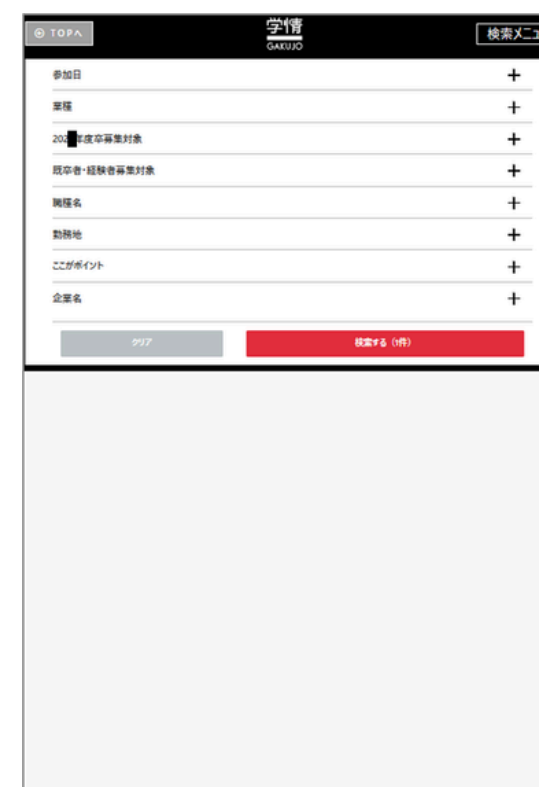 TOPへ
学情
GAKUJO
検索メニュ
参加日
業種
202 年度卒募集対象
既卒者・経験者募集対象
職種名
勤務地
ここがポイント
企業名
クリア
検索する（1件）